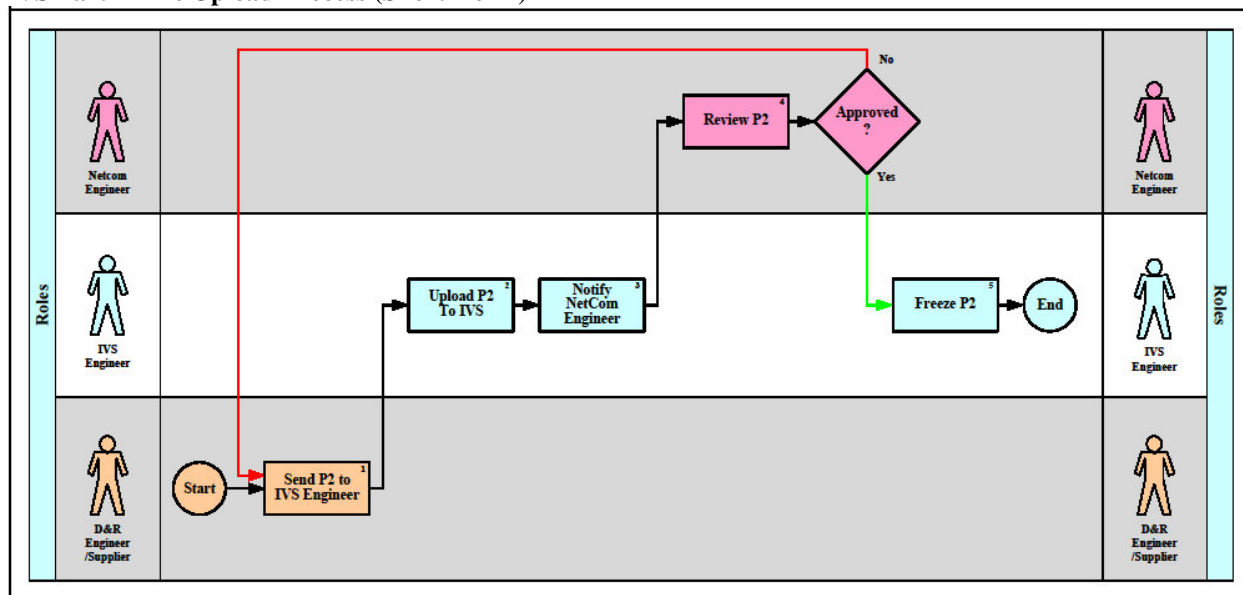 No
4
Review P2
Approved
?
Yes
Netcom
Engineer
Netcom
Engineer
Roles
2
Upload P2
To IVS
3
Notify
NetCom
Engineer
5
Freeze P2
End
IVS
Engineer
IVS
Engineer
Roles
Start
1
Send P2 to
IVS Engineer
D&R
Engineer
/Supplier
D&R
Engineer
/Supplier